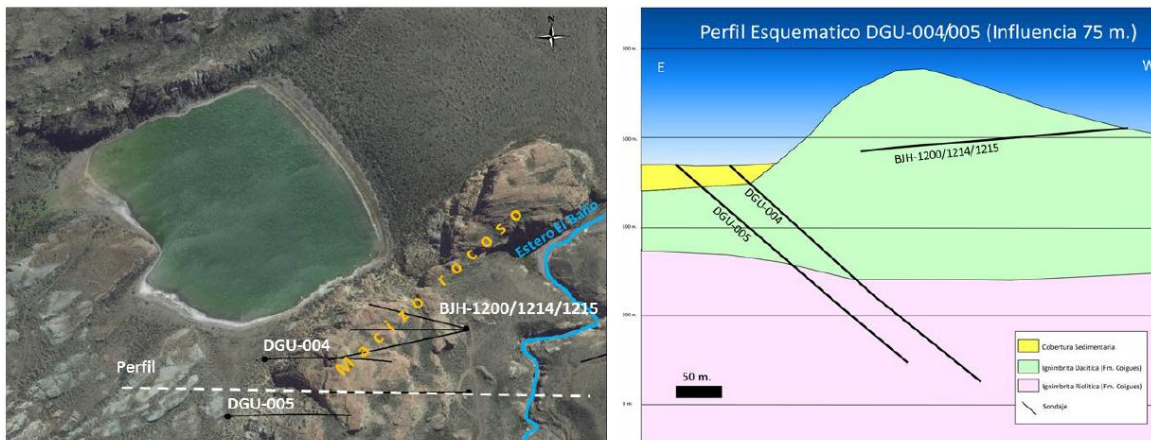 N
Macizo rocoso
Estero El Baño
BJH-1200/1214/1215
DGU-004
Perfil
DGU-005
Perfil Esquematico DGU-004/005 (Influencia 75 m.)
E
W
BJH-1200/1214/1215
DGU-004
DGU-005
50 m.
Cobertura Sedimentaria
Ignimbrita Dacitica (Fm. Coigues)
Ignimbrita Riolitica (Fm. Coigues)
Sondaje